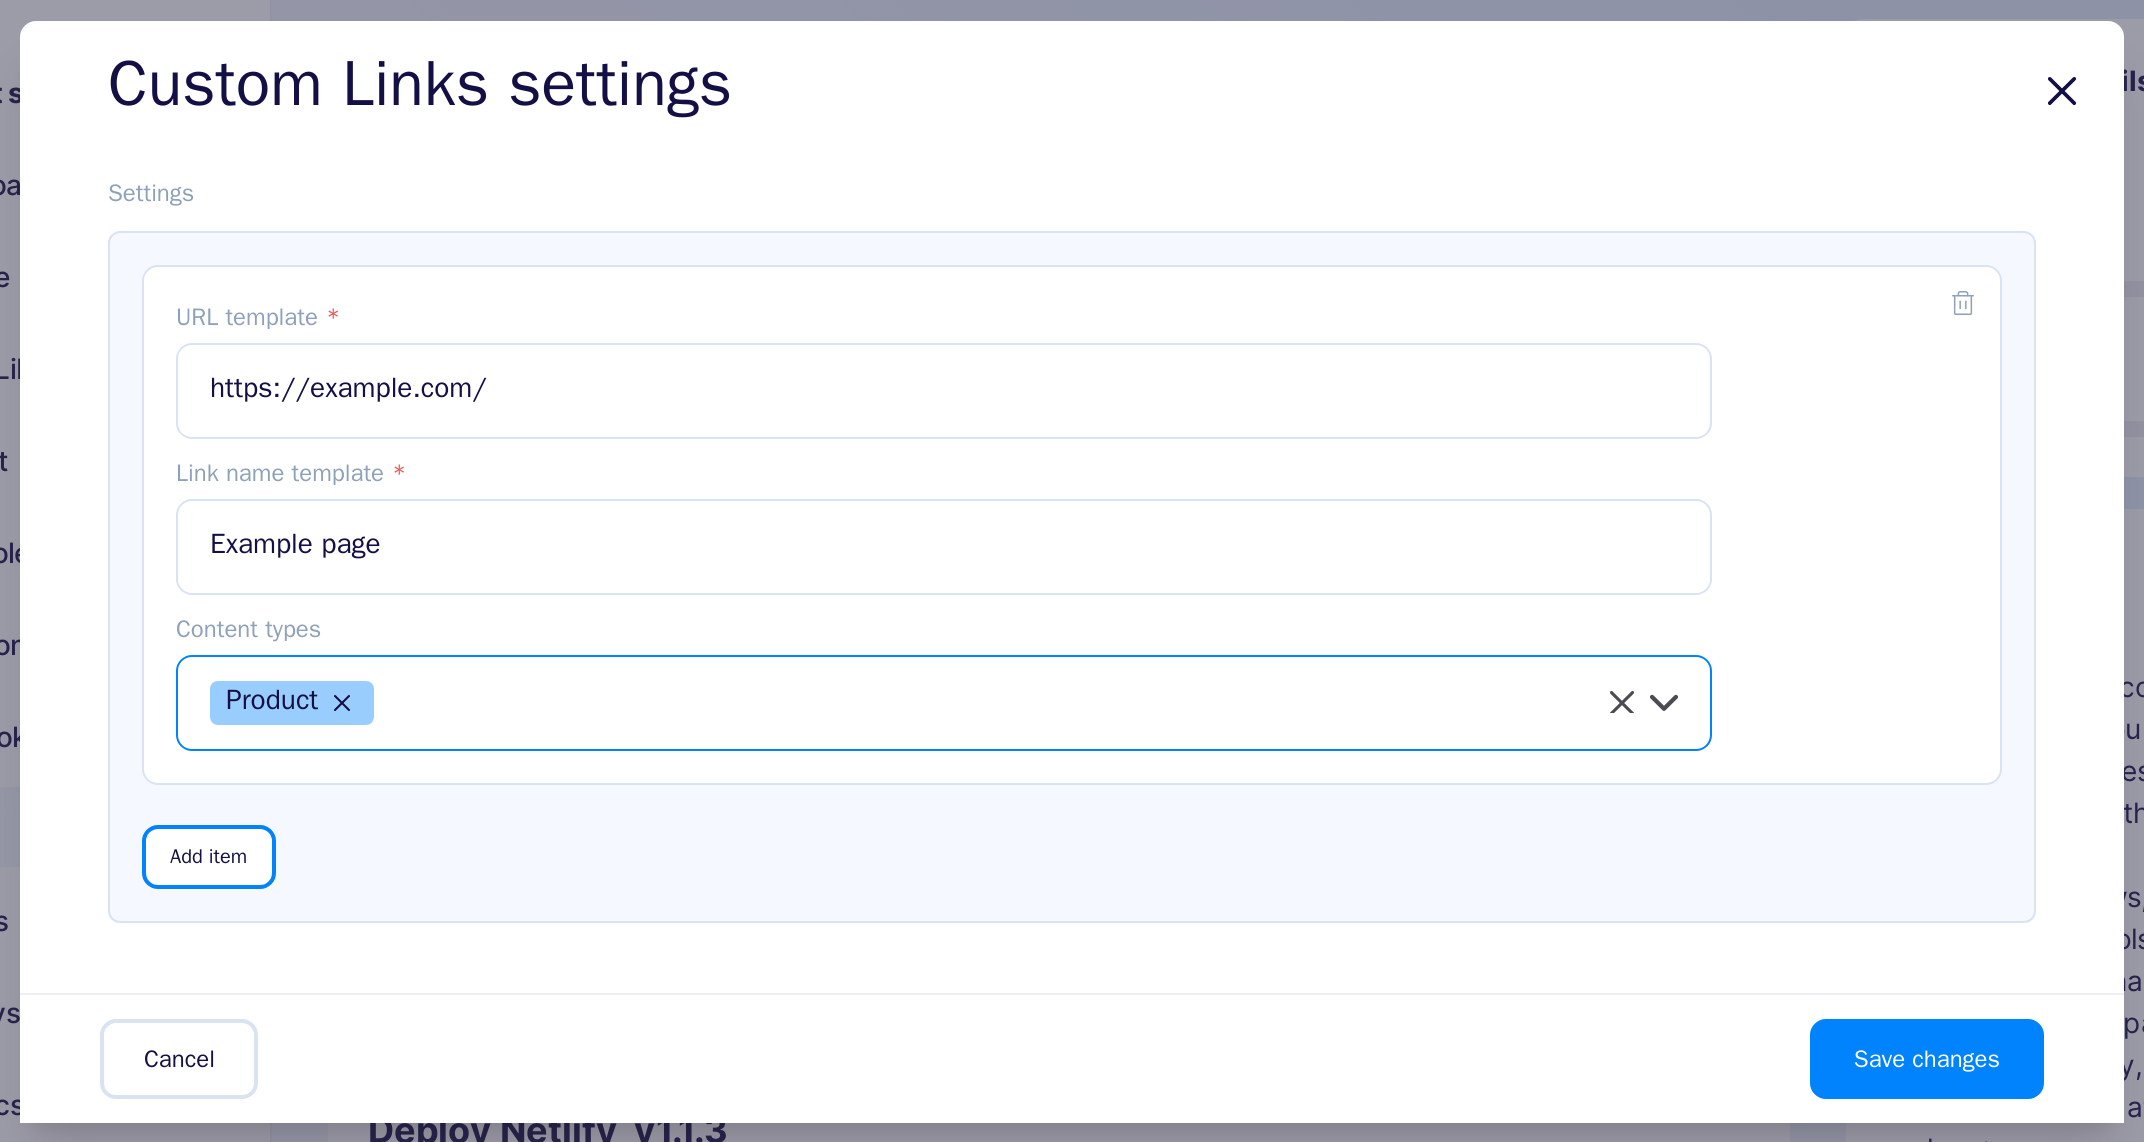 Custom Links settings
Settings
URL template *
https://example.com/
Link name template *
Example page
Content types
Product
Add item
Cancel
Save changes
Deploy Netlify v1.1.3